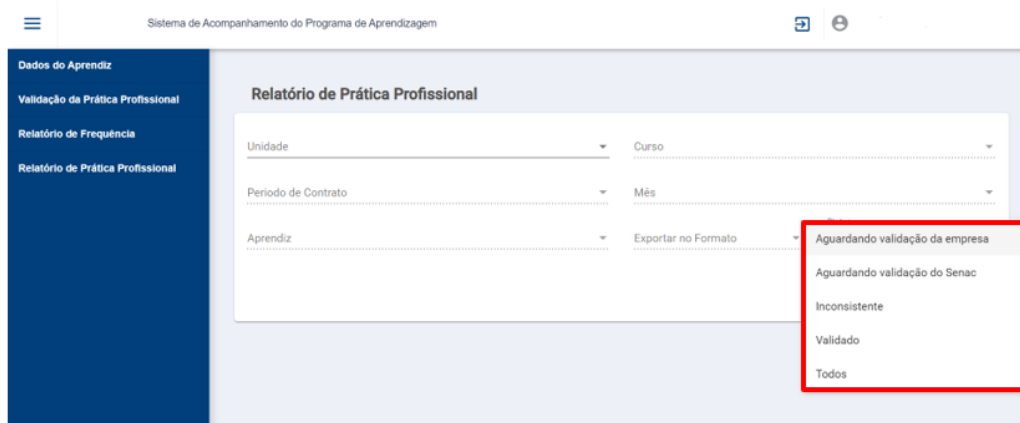 Sistema de Acompanhamento do Programa de Aprendizagem
Dados do Aprendiz
Validação da Prática Profissional
Relatório de Frequência
Relatório de Prática Profissional
Relatório de Prática Profissional
Unidade
Curso
Periodo de Contrato
Mês
Aprendiz
Exportar no Formato
Aguardando validação da empresa
Aguardando validação do Senac
Inconsistente
Validado
Todos